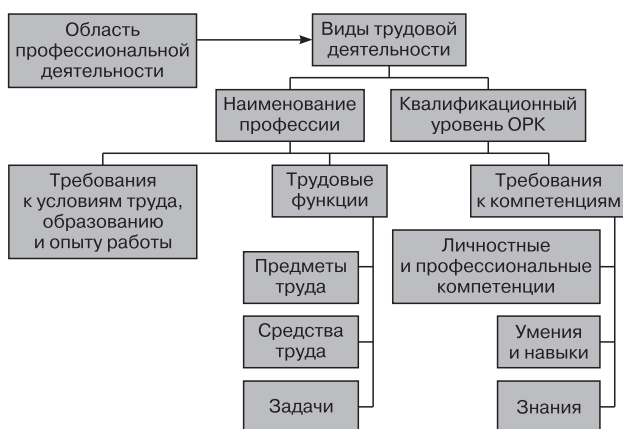 Область
профессиональной
деятельности
Виды трудовой
деятельности
Наименование
профессии
Квалификационный
уровень ОРК
Требования
к условиям труда,
образованию
и опыту работы
Трудовые
функции
Требования
к компетенциям
Предметы
труда
Средства
труда
Задачи
Личностные
и профессиональные
компетенции
Умения
и навыки
Знания